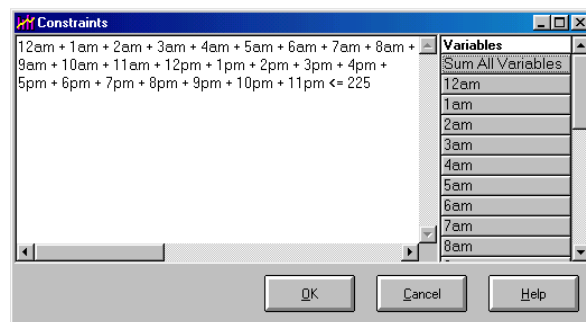 Constraints
12am + 1am + 2am + 3am + 4am + 5am + 6am + 7am + 8am +
9am + 10am + 11am + 12pm + 1pm + 2pm + 3pm + 4pm +
5pm + 6pm + 7pm + 8pm + 9pm + 10pm + 11pm <= 225
Variables
Sum All Variables
12am
1am
2am
3am
4am
5am
6am
7am
8am
OK
Cancel
Help